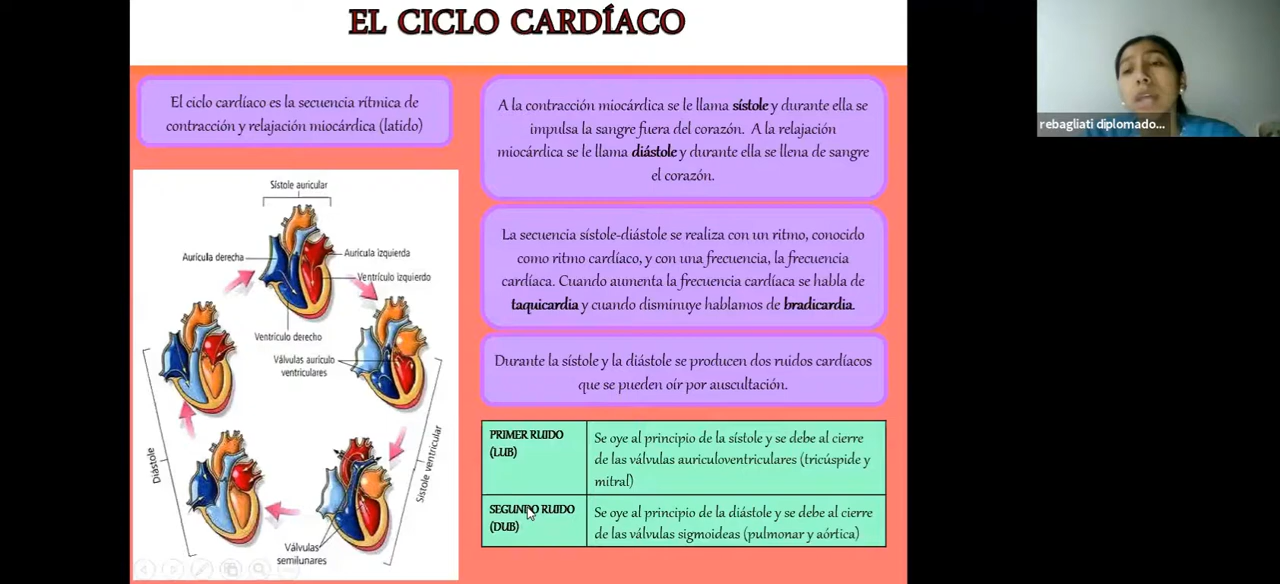 EL CICLO CARDÍACO
El ciclo cardíaco es la secuencia rítmica de
contracción y relajación miocárdica (latido)
A la contracción miocárdica se le llama sístole y durante ella se
impulsa la sangre fuera del corazón. A la relajación
miocárdica se le llama diástole y durante ella se llena de sangre
el corazón.
La secuencia sístole-diástole se realiza con un ritmo, conocido
como ritmo cardíaco, y con una frecuencia, la frecuencia
cardíaca. Cuando aumenta la frecuencia cardíaca se habla de
taquicardia y cuando disminuye hablamos de bradicardia.
Durante la sístole y la diástole se producen dos ruidos cardíacos
que se pueden oír por auscultación.
PRIMER RUIDO
(LUB)
Se oye al principio de la sístole y se debe al cierre
de las válvulas auriculoventriculares (tricúspide y
mitral)
SEGUNDO RUIDO
(DUB)
Se oye al principio de la diástole y se debe al cierre
de las válvulas sigmoideas (pulmonar y aórtica)
Sístole auricular
Aurícula derecha
Aurícula izquierda
Ventrículo izquierdo
Ventrículo derecho
Válvulas aurículo
ventriculares
Diástole
Sístole ventricular
Válvulas
semilunares
rebagliati diplomado...